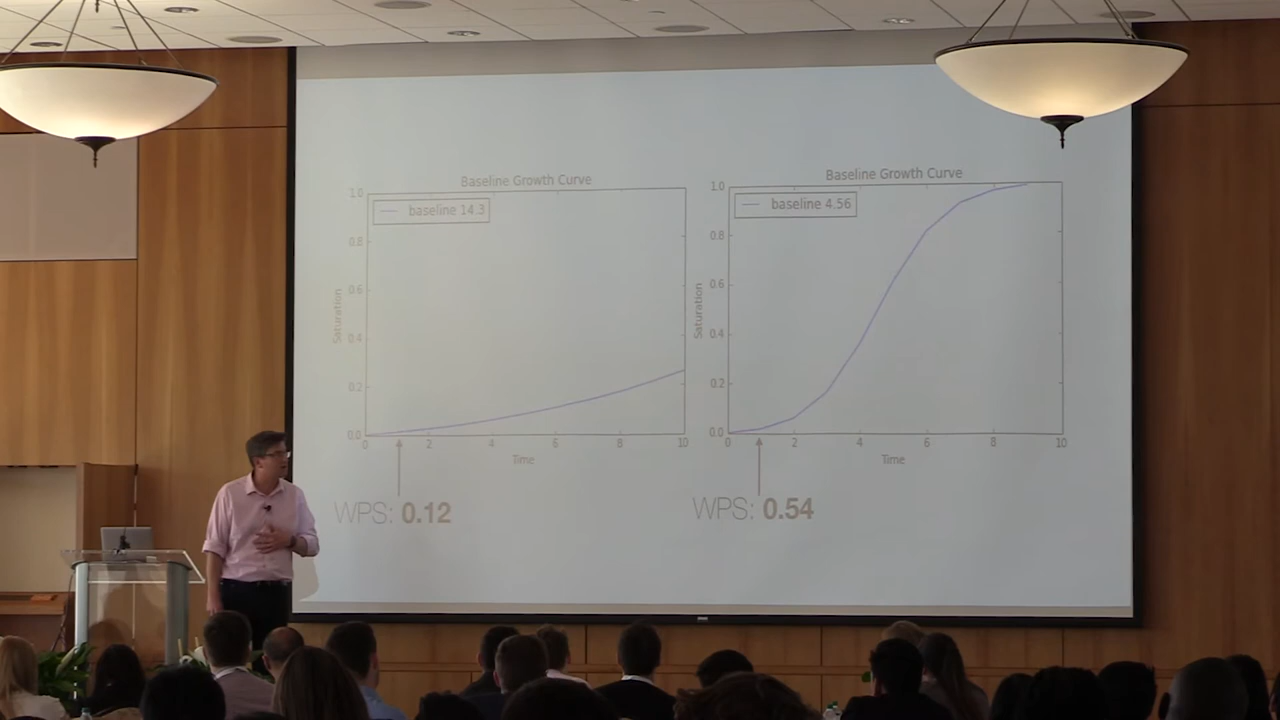 Baseline Growth Curve
baseline 14.3
1.0
0.8
0.6
0.4
0.2
0.0
Saturation
0 2 4 6 8 10
Time
WPS: 0.12
Baseline Growth Curve
baseline 4.56
1.0
0.8
0.6
0.4
0.2
0.0
Saturation
0 2 4 6 8 10
Time
WPS: 0.54